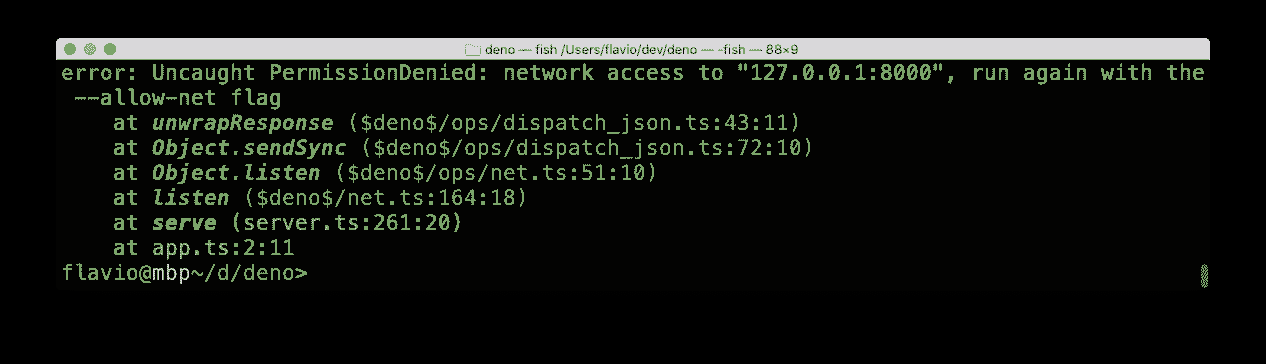 deno — fish /Users/flavio/dev/deno — -fish — 88×9
error: Uncaught PermissionDenied: network access to "127.0.0.1:8000", run again with the
--allow-net flag
at unwrapResponse ($deno$/ops/dispatch_json.ts:43:11)
at Object.sendSync ($deno$/ops/dispatch_json.ts:72:10)
at Object.listen ($deno$/ops/net.ts:51:10)
at listen ($deno$/net.ts:164:18)
at serve (server.ts:261:20)
at app.ts:2:11
flavio@mbp~/d/deno>